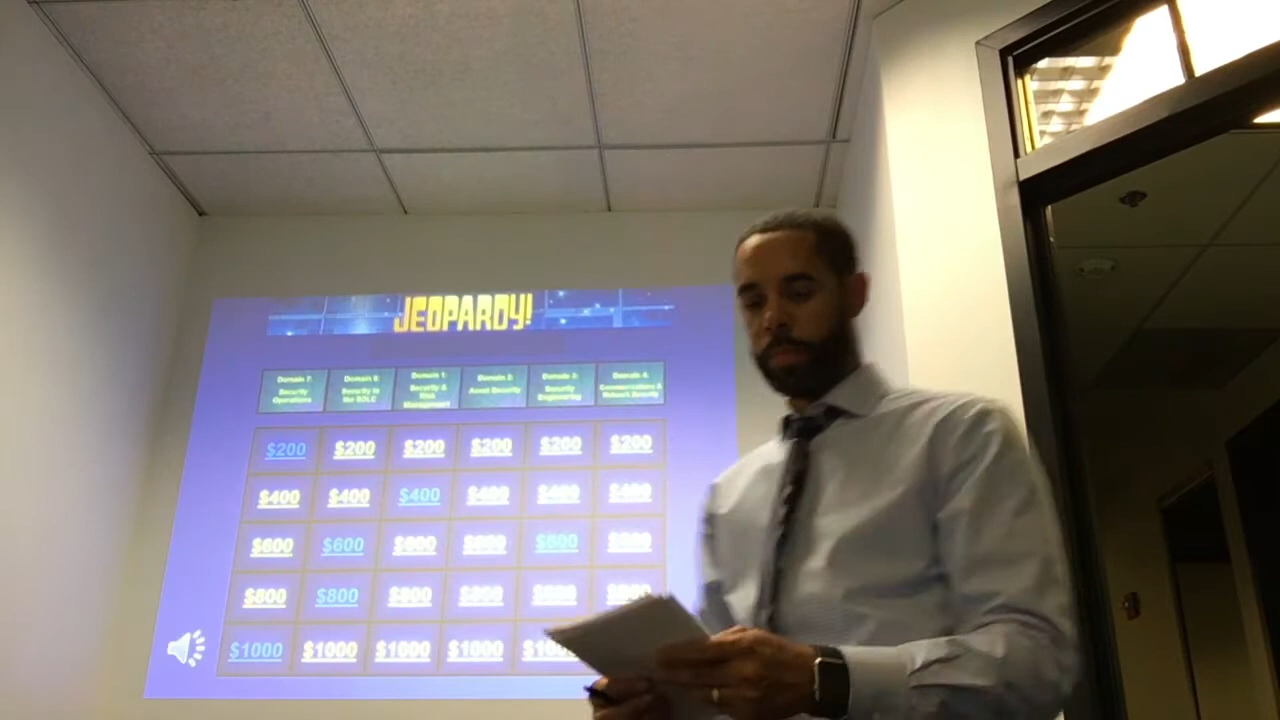 JEOPARDY!
Domain 7:
Security
Operations
Domain 8:
Security in
the SDLC
Domain 1:
Security &
Risk
Management
Domain 2:
Asset Security
Domain 3:
Security
Engineering
Domain 4:
Communications &
Network Security
$200 $200 $200 $200 $200 $200
$400 $400 $400 $400 $400 $400
$600 $600 $600 $600 $600 $600
$800 $800 $800 $800 $800 $800
$1000 $1000 $1000 $1000